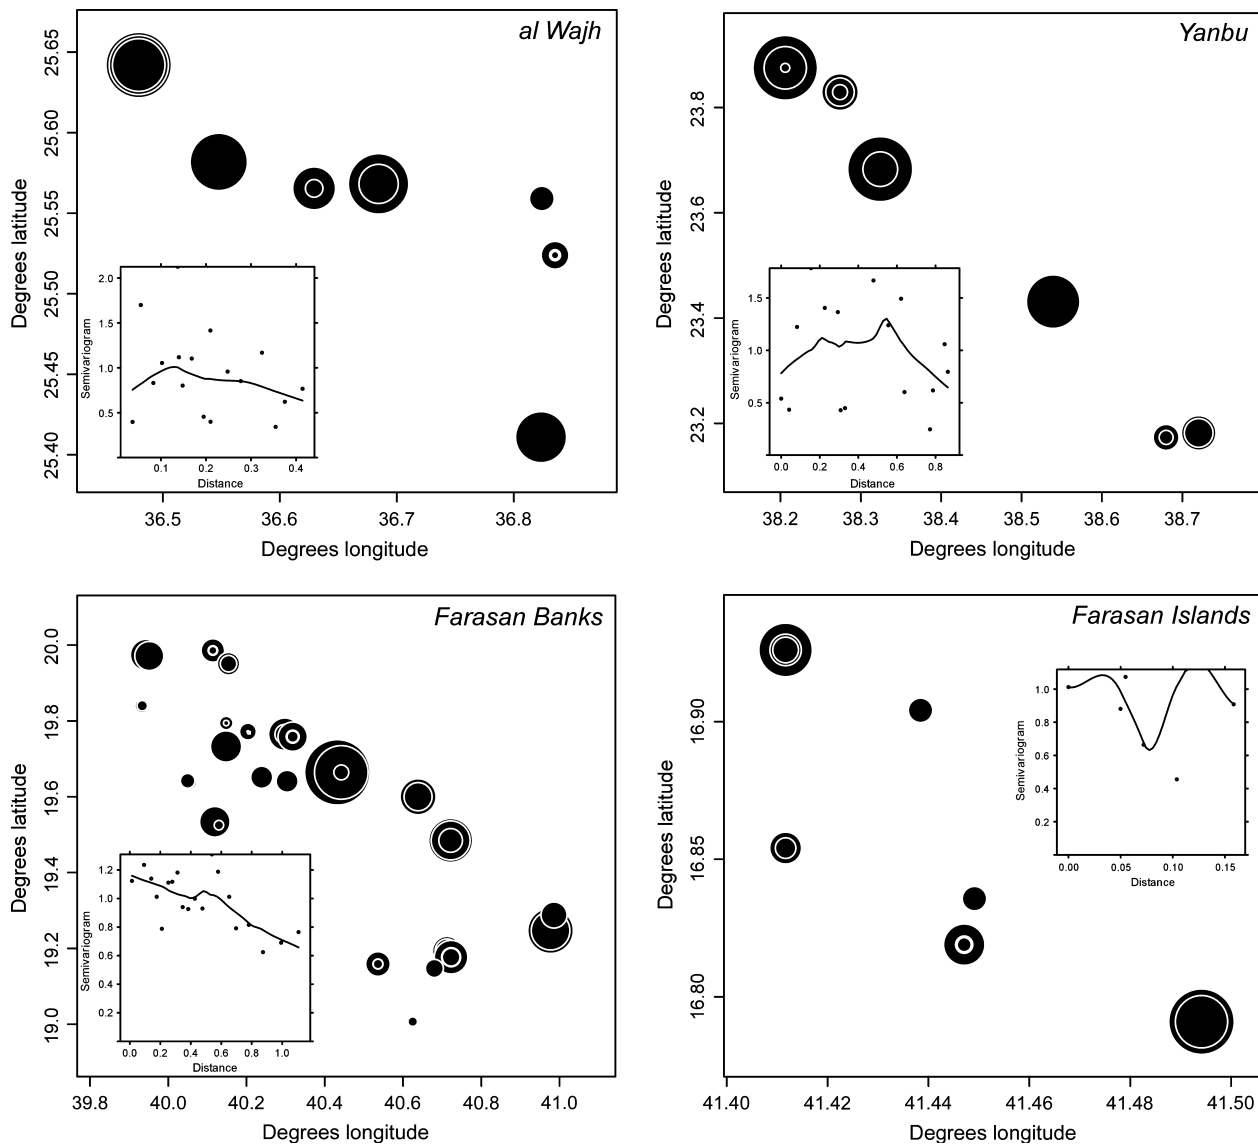 al Wajh
Degrees latitude
25.65
25.60
25.55
25.50
25.45
25.40
Semivariogram
2.0
1.5
1.0
0.5
0.1 0.2 0.3 0.4
Distance
36.5 36.6 36.7 36.8
Degrees longitude
Yanbu
Degrees latitude
23.8
23.6
23.4
23.2
Semivariogram
1.5
1.0
0.5
0.0 0.2 0.4 0.6 0.8
Distance
38.2 38.3 38.4 38.5 38.6 38.7
Degrees longitude
Farasan Banks
Degrees latitude
20.0
19.8
19.6
19.4
19.2
19.0
Semivariogram
1.2
1.0
0.8
0.6
0.4
0.2
0.0 0.2 0.4 0.6 0.8 1.0
Distance
39.8 40.0 40.2 40.4 40.6 40.8 41.0
Degrees longitude
Farasan Islands
Degrees latitude
16.90
16.85
16.80
Semivariogram
1.0
0.8
0.6
0.4
0.2
0.00 0.05 0.10 0.15
Distance
41.40 41.42 41.44 41.46 41.48 41.50
Degrees longitude